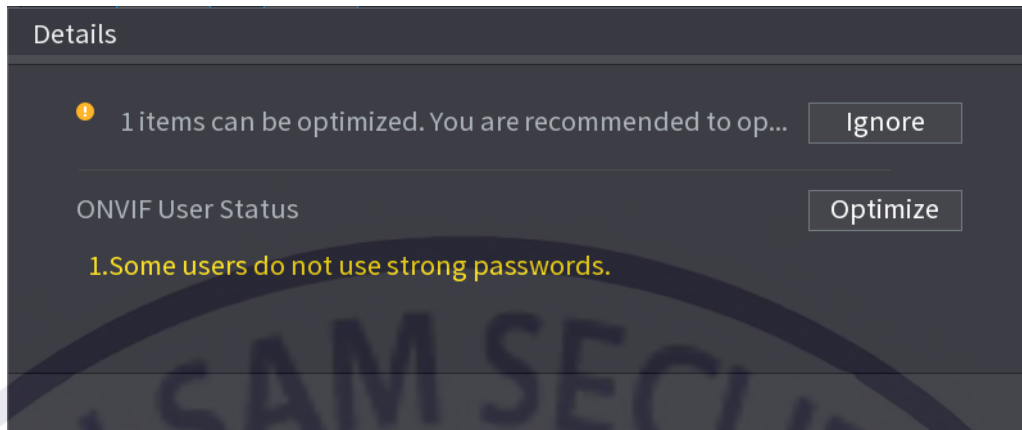 Details
1 items can be optimized. You are recommended to op...
Ignore
ONVIF User Status
Optimize
1.Some users do not use strong passwords.
SAM